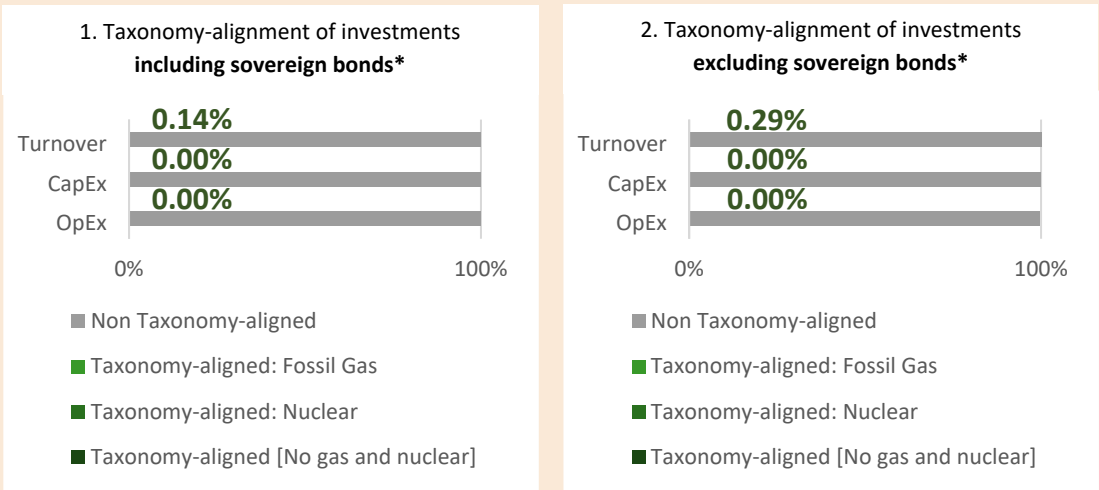 1. Taxonomy-alignment of investments
including sovereign bonds*
0.14%
Turnover
0.00%
CapEx
0.00%
OpEx
0%
100%
Non Taxonomy-aligned
Taxonomy-aligned: Fossil Gas
Taxonomy-aligned: Nuclear
Taxonomy-aligned [No gas and nuclear]
2. Taxonomy-alignment of investments
excluding sovereign bonds*
0.29%
Turnover
0.00%
CapEx
0.00%
OpEx
0%
100%
Non Taxonomy-aligned
Taxonomy-aligned: Fossil Gas
Taxonomy-aligned: Nuclear
Taxonomy-aligned [No gas and nuclear]